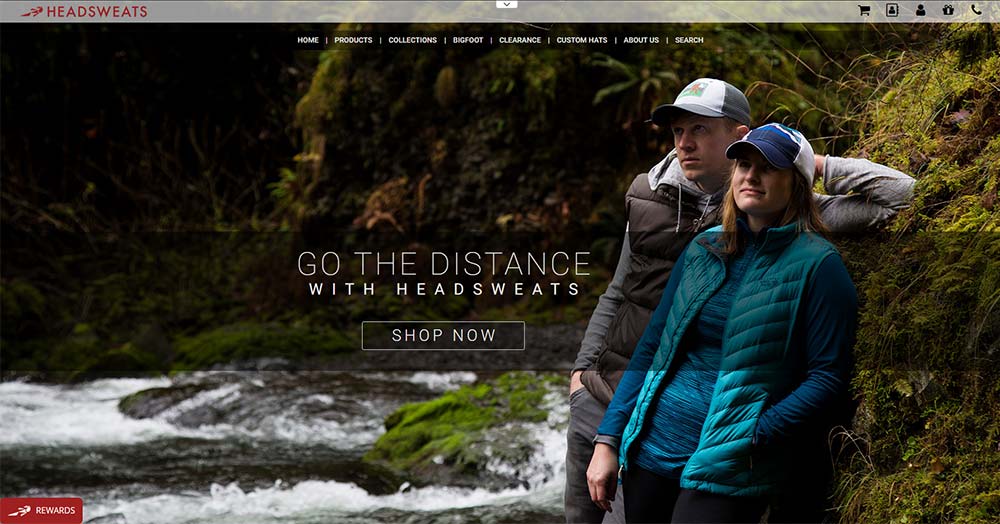 HEADSWEATS
HOME | PRODUCTS | COLLECTIONS | BIGFOOT | CLEARANCE | CUSTOM HATS | ABOUT US | SEARCH
GO THE DISTANCE
WITH HEADSWEATS
SHOP NOW
REWARDS